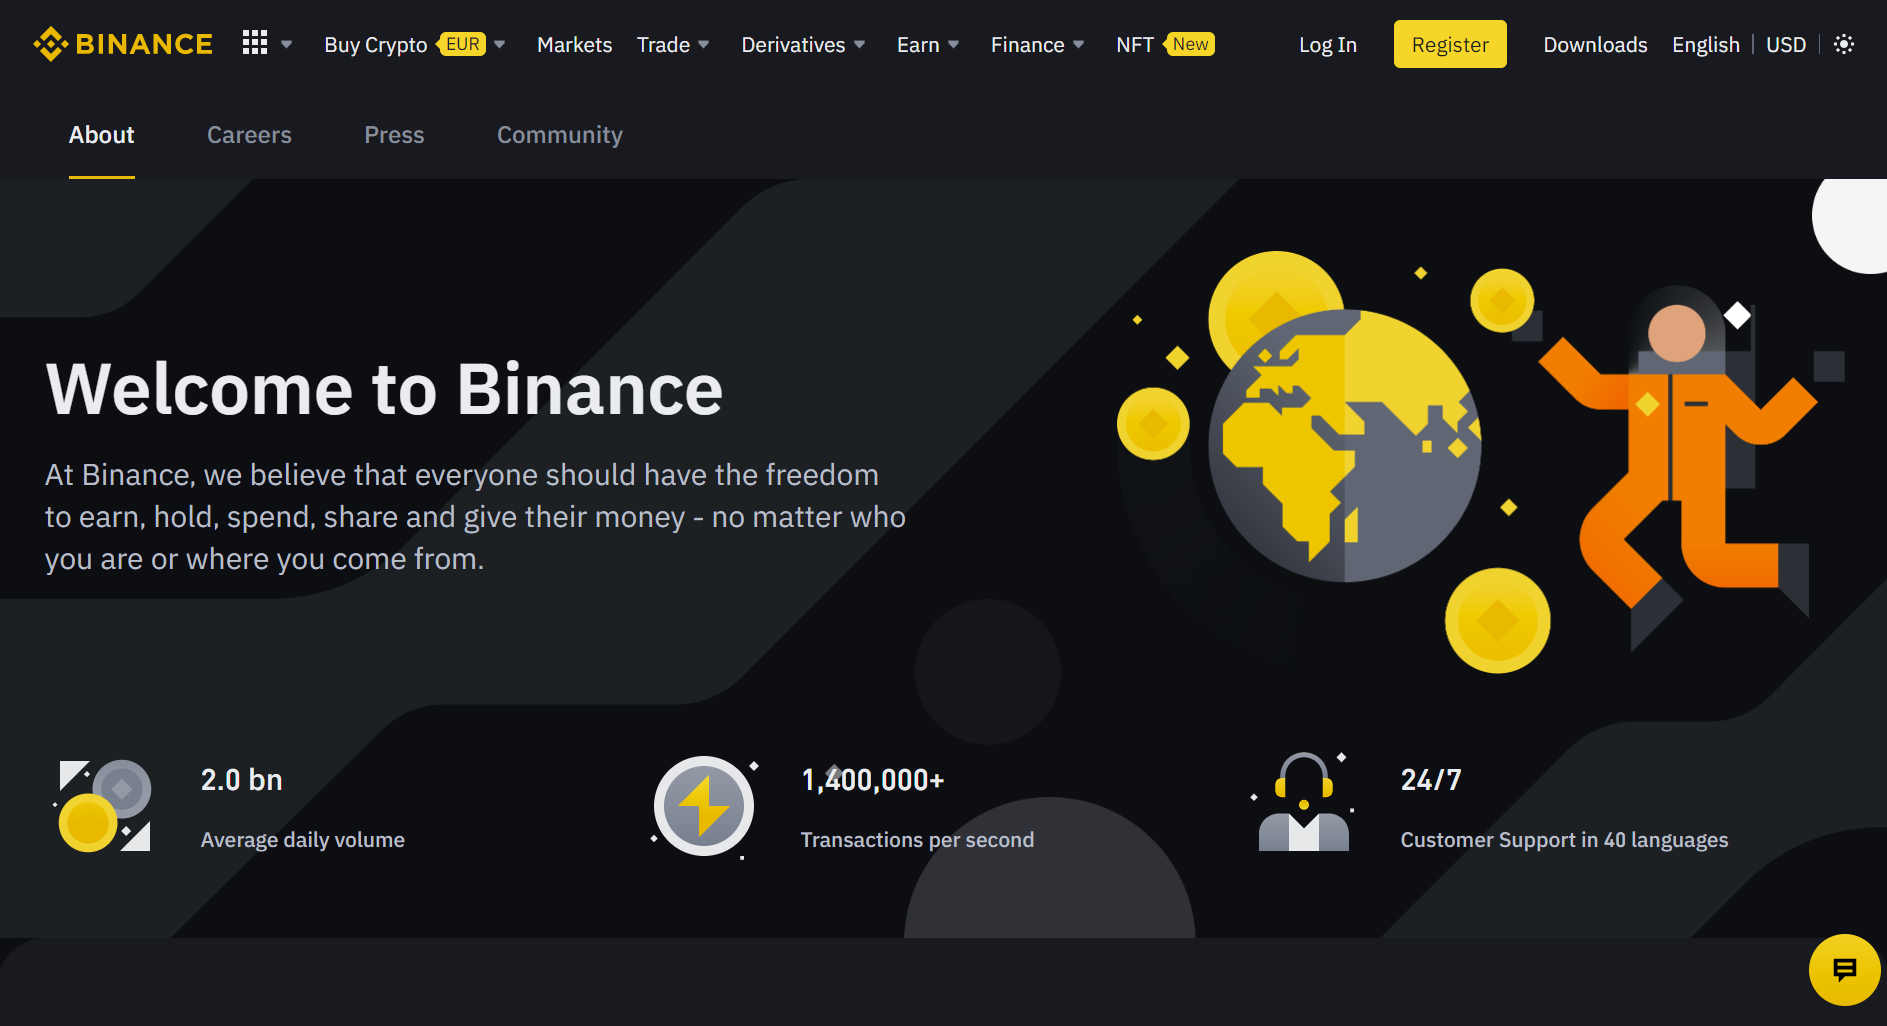 BINANCE Buy Crypto EUR Markets Trade Derivatives Earn Finance NFT New Log In Register Downloads English USD
About Careers Press Community
Welcome to Binance
At Binance, we believe that everyone should have the freedom
to earn, hold, spend, share and give their money - no matter who
you are or where you come from.
2.0 bn
Average daily volume
1,400,000+
Transactions per second
24/7
Customer Support in 40 languages